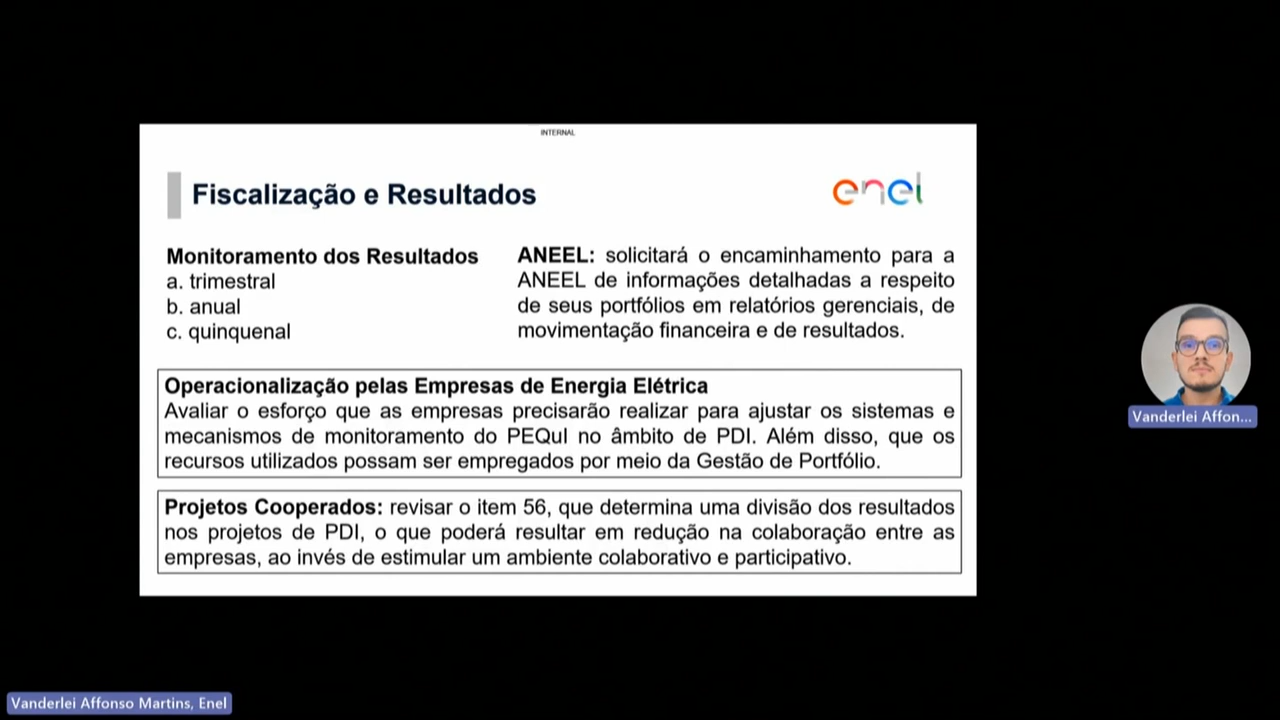 INTERNAL
Fiscalização e Resultados
enel
Monitoramento dos Resultados
a. trimestral
b. anual
c. quinquenal
ANEEL: solicitará o encaminhamento para a
ANEEL de informações detalhadas a respeito
de seus portfólios em relatórios gerenciais, de
movimentação financeira e de resultados.
Operacionalização pelas Empresas de Energia Elétrica
Avaliar o esforço que as empresas precisarão realizar para ajustar os sistemas e
mecanismos de monitoramento do PEQuI no âmbito de PDI. Além disso, que os
recursos utilizados possam ser empregados por meio da Gestão de Portfólio.
Projetos Cooperados: revisar o item 56, que determina uma divisão dos resultados
nos projetos de PDI, o que poderá resultar em redução na colaboração entre as
empresas, ao invés de estimular um ambiente colaborativo e participativo.
Vanderlei Affon...
Vanderlei Affonso Martins, Enel